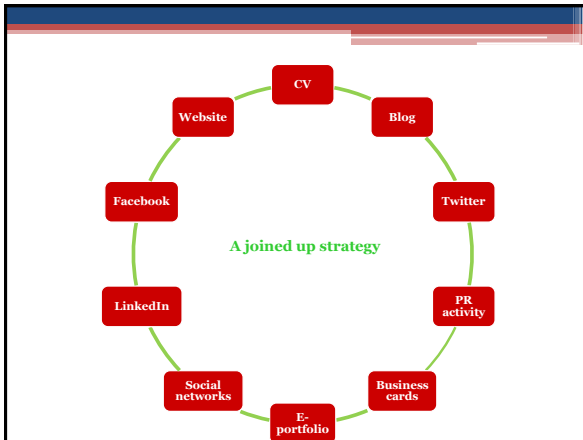 CV
Blog
Twitter
PR
activity
Business
cards
E-
portfolio
Social
networks
LinkedIn
Facebook
Website
A joined up strategy